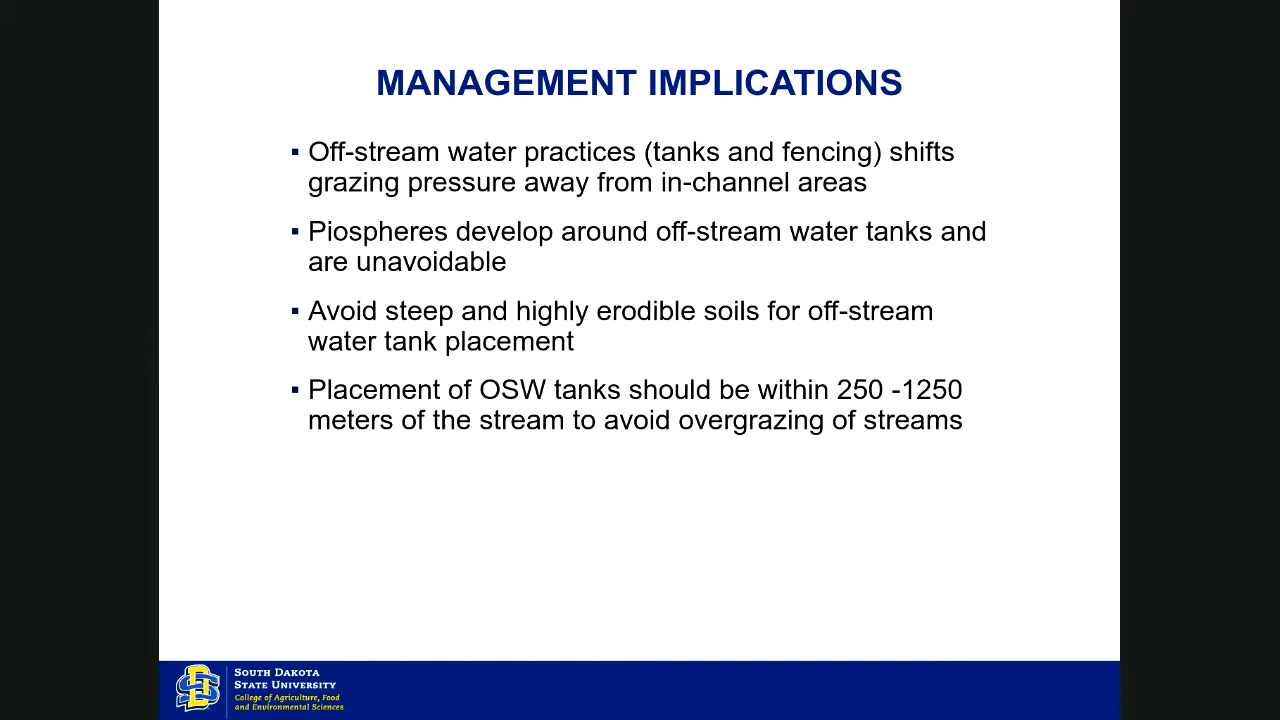 MANAGEMENT IMPLICATIONS
▪ Off-stream water practices (tanks and fencing) shifts
grazing pressure away from in-channel areas
▪ Piospheres develop around off-stream water tanks and
are unavoidable
▪ Avoid steep and highly erodible soils for off-stream
water tank placement
▪ Placement of OSW tanks should be within 250 -1250
meters of the stream to avoid overgrazing of streams
SOUTH DAKOTA
STATE UNIVERSITY
College of Agriculture, Food
and Environmental Sciences